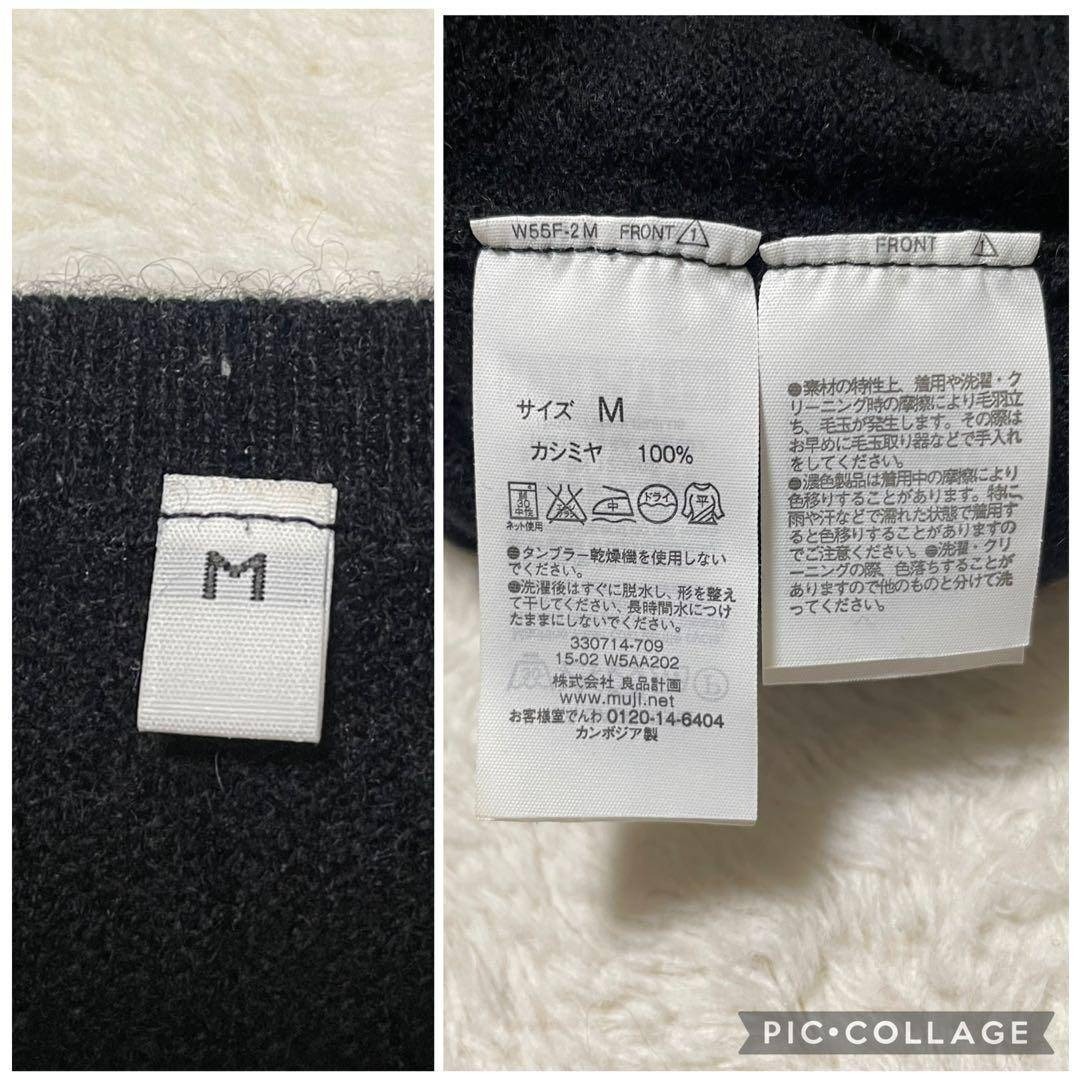 M
W55F-2M FRONT 1
サイズ M
カシミヤ 100%
中性
ネット使用
中
ドライ
平
●タンブラー乾燥機を使用しない
でください。
●洗濯後はすぐに脱水し、形を整え
て干してください、長時間水につけ
たままにしないでください。
330714-709
15-02 W5AA202
株式会社 良品計画
www.muji.net
お客様室でんわ 0120-14-6404
カンボジア製
FRONT 1
●素材の特性上、着用や洗濯・ク
リーニング時の摩擦により毛羽立
ち、毛玉が発生します。その際は
お早めに毛玉取り器などで手入れ
をしてください。
●濃色製品は着用中の摩擦により
色移りすることがあります。特に、
雨や汗などで濡れた状態で着用す
ると色移りすることがありますの
でご注意ください。●洗濯・クリ
ーニングの際、色落ちすることが
ありますので他のものと分けて洗
ってください。
PIC•COLLAGE